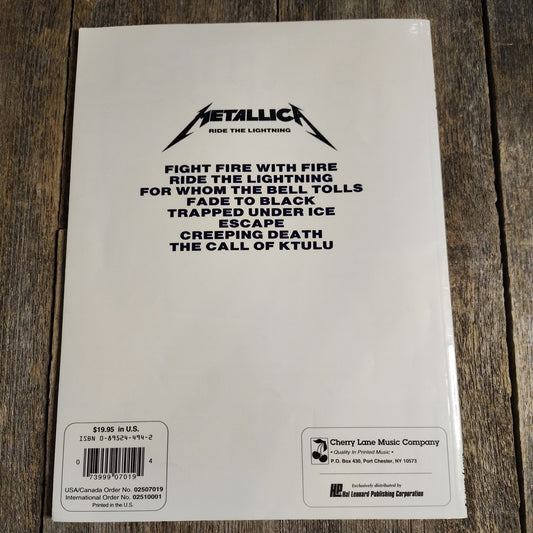 METALLICA
RIDE THE LIGHTNING
FIGHT FIRE WITH FIRE
RIDE THE LIGHTNING
FOR WHOM THE BELL TOLLS
FADE TO BLACK
TRAPPED UNDER ICE
ESCAPE
CREEPING DEATH
THE CALL OF KTULU
$19.95 in U.S.
ISBN 0-89524-494-2
0 73999 07019 4
USA/Canada Order No. 02507019
International Order No. 02510001
Printed in the U.S.
Cherry Lane Music Company
• Quality In Printed Music •
P.O. Box 430, Port Chester, NY 10573
Exclusively distributed by
HL Hal Leonard Publishing Corporation